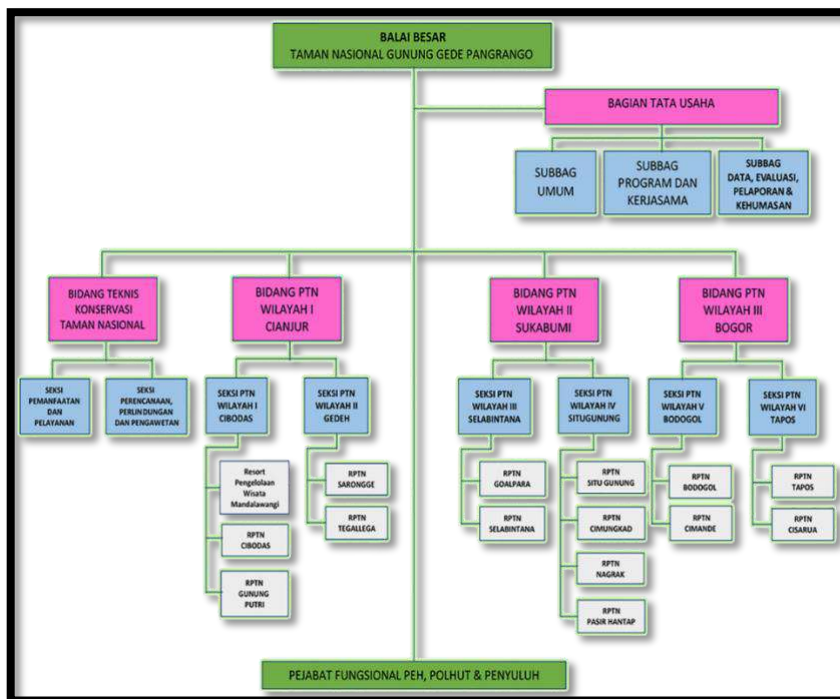 BALAI BESAR
TAMAN NASIONAL GUNUNG GEDE PANGRANGO
BAGIAN TATA USAHA
SUBBAG
UMUM
SUBBAG
PROGRAM DAN
KERJASAMA
SUBBAG
DATA, EVALUASI,
PELAPORAN &
KEHUMASAN
BIDANG TEKNIS
KONSERVASI
TAMAN NASIONAL
BIDANG PTN
WILAYAH I
CIANJUR
BIDANG PTN
WILAYAH II
SUKABUMI
BIDANG PTN
WILAYAH III
BOGOR
SEKSI
PEMANFAATAN
DAN
PELAYANAN
SEKSI
PERENCANAAN,
PERLINDUNGAN
DAN PENGAWETAN
SEKSI PTN
WILAYAH I
CIBODAS
SEKSI PTN
WILAYAH II
GEDEH
SEKSI PTN
WILAYAH III
SELABINTANA
SEKSI PTN
WILAYAH IV
SITUGUNUNG
SEKSI PTN
WILAYAH V
BODOGOL
SEKSI PTN
WILAYAH VI
TAPOS
Resort
Pengelolaan
Wisata
Mandalawangi
RPTN
CIBODAS
RPTN
GUNUNG
PUTRI
RPTN
SARONGGE
RPTN
TEGALLEGA
RPTN
GOALPARA
RPTN
SELABINTANA
RPTN
SITU GUNUNG
RPTN
CIMUNGKAD
RPTN
NAGRAK
RPTN
PASIR HANTAP
RPTN
BODOGOL
RPTN
CIMANDE
RPTN
TAPOS
RPTN
CISARUA
PEJABAT FUNGSIONAL PEH, POLHUT & PENYULUH